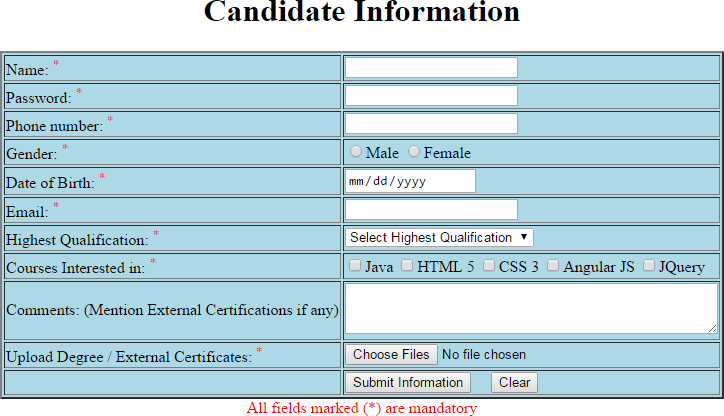 Candidate Information
Name: *
Password: *
Phone number: *
Gender: * Male Female
Date of Birth: * mm/dd/yyyy
Email: *
Highest Qualification: * Select Highest Qualification ▼
Courses Interested in: * Java HTML 5 CSS 3 Angular JS JQuery
Comments: (Mention External Certifications if any)
Upload Degree / External Certificates: * Choose Files No file chosen
Submit Information Clear
All fields marked (*) are mandatory